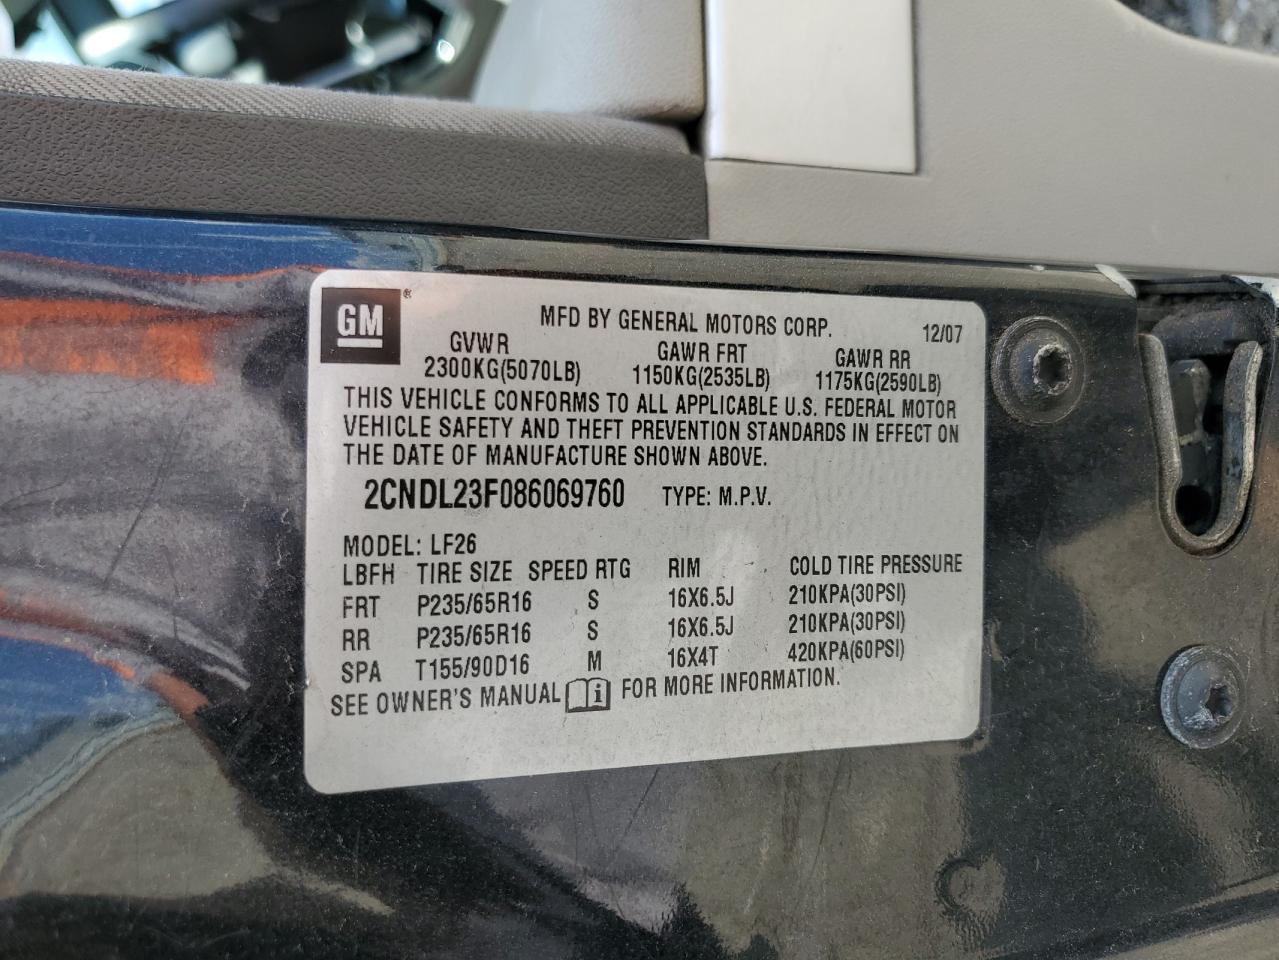 GM ®
MFD BY GENERAL MOTORS CORP. 12/07
GVWR GAWR FRT GAWR RR
2300KG(5070LB) 1150KG(2535LB) 1175KG(2590LB)
THIS VEHICLE CONFORMS TO ALL APPLICABLE U.S. FEDERAL MOTOR
VEHICLE SAFETY AND THEFT PREVENTION STANDARDS IN EFFECT ON
THE DATE OF MANUFACTURE SHOWN ABOVE.
2CNDL23F086069760 TYPE: M.P.V.
MODEL: LF26
LBFH TIRE SIZE SPEED RTG RIM COLD TIRE PRESSURE
FRT P235/65R16 S 16X6.5J 210KPA(30PSI)
RR P235/65R16 S 16X6.5J 210KPA(30PSI)
SPA T155/90D16 M 16X4T 420KPA(60PSI)
SEE OWNER'S MANUAL i FOR MORE INFORMATION.